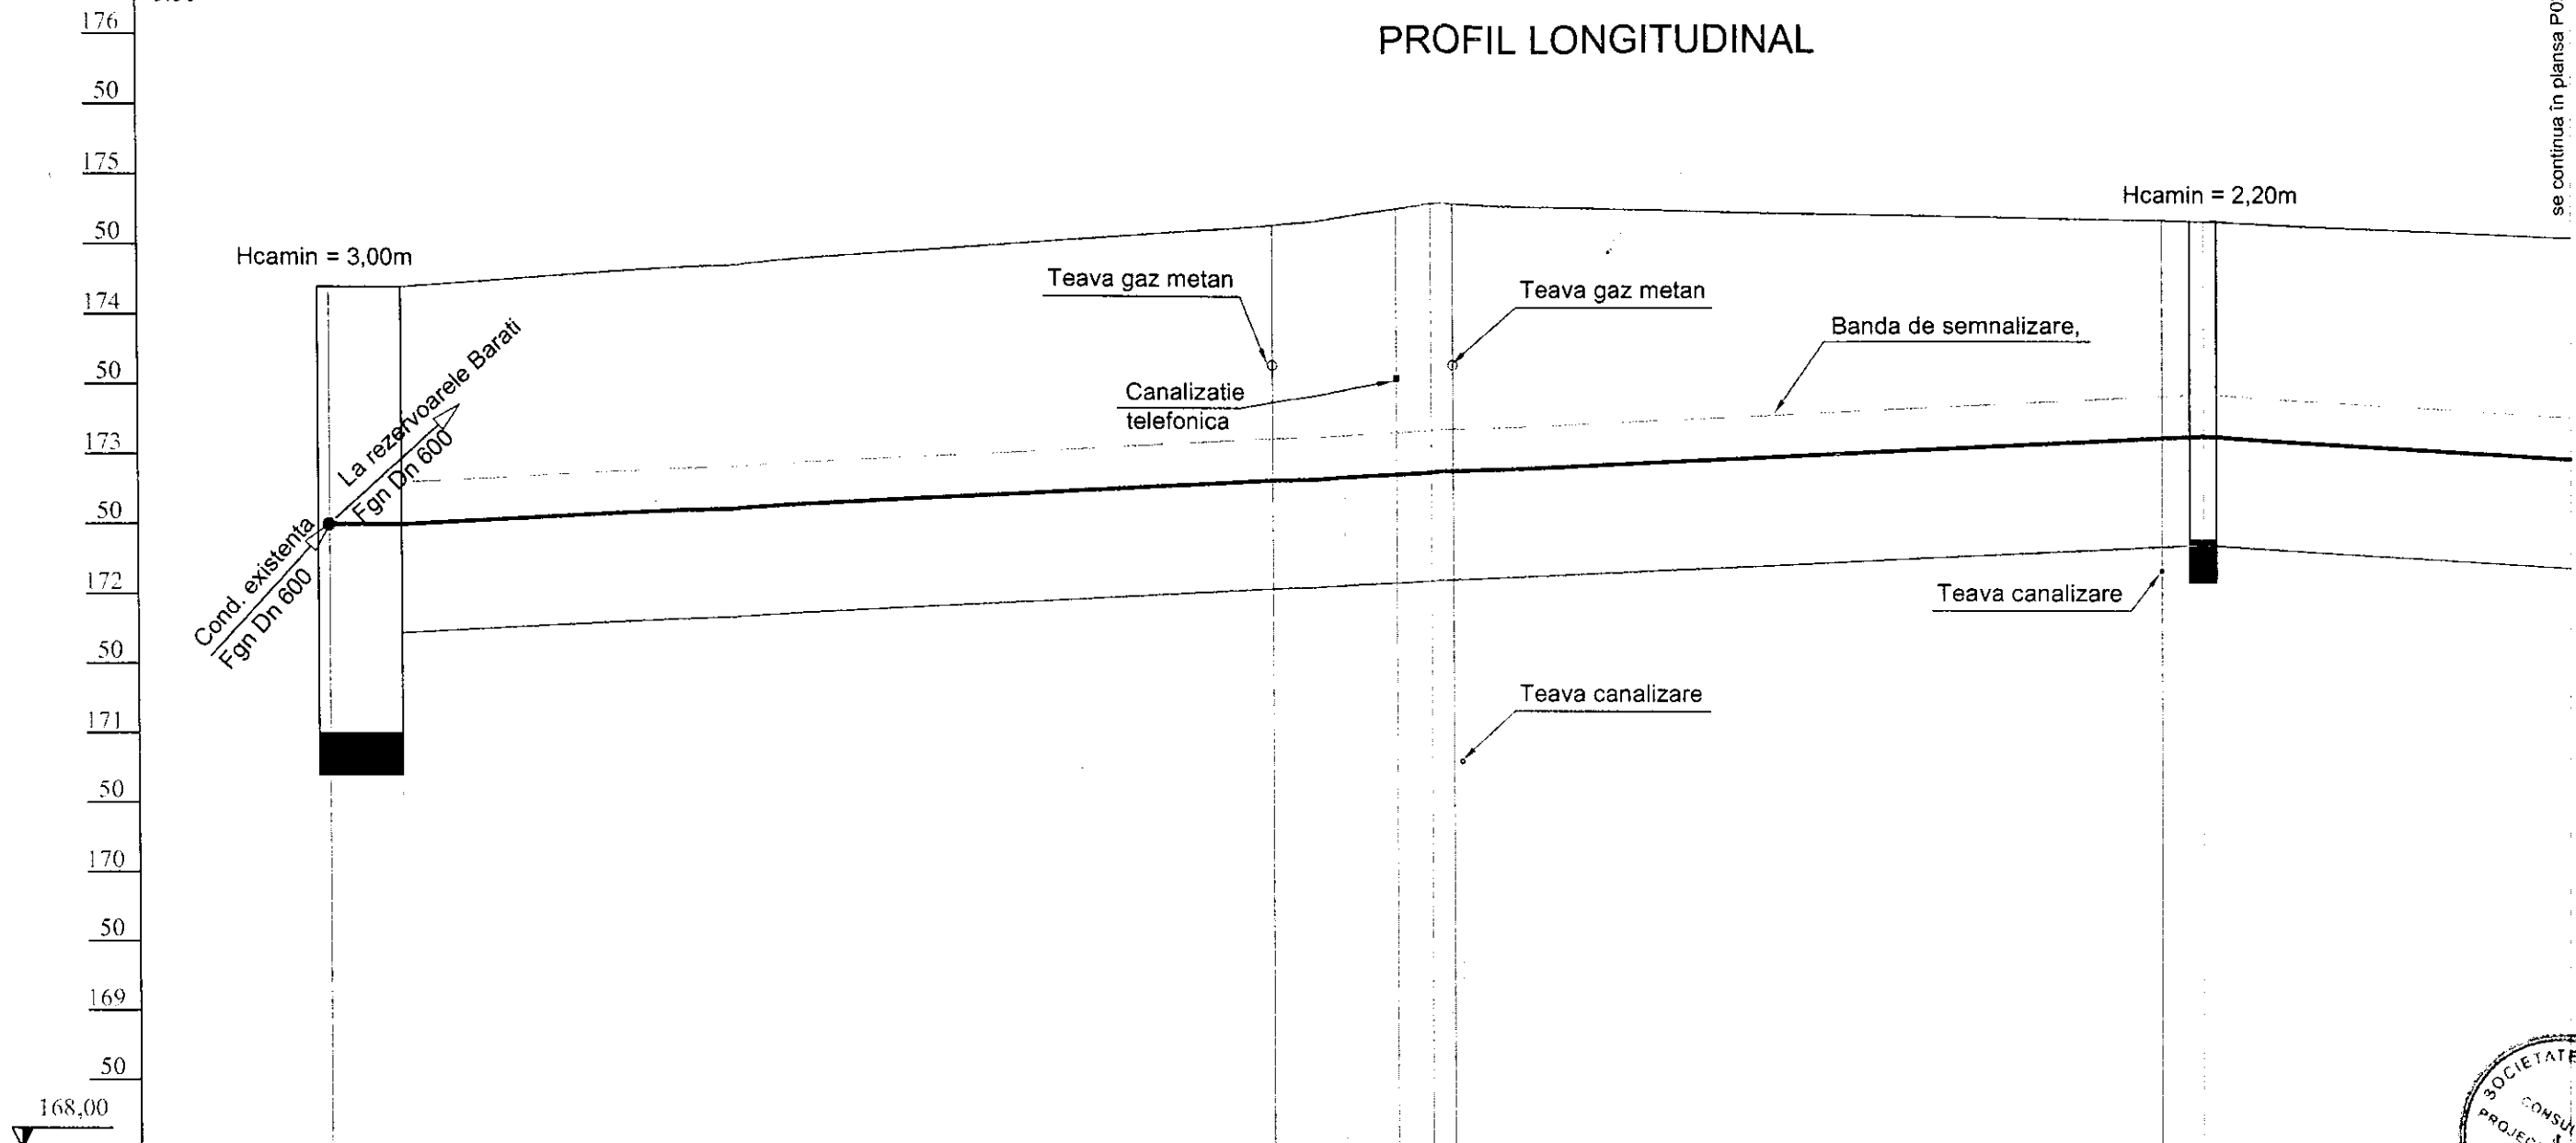 PROFIL LONGITUDINAL
176
50
175
50
174
50
173
50
172
50
171
50
170
50
169
50
168,00
Hcamin = 3,00m
La rezervoarele Barati
Fgn Dn 600
Cond. existenta
Fgn Dn 600
Teava gaz metan
Canalizatie
telefonica
Teava gaz metan
Banda de semnalizare,
Hcamin = 2,20m
Teava canalizare
Teava canalizare
se continua in plansa
SOCIETATE